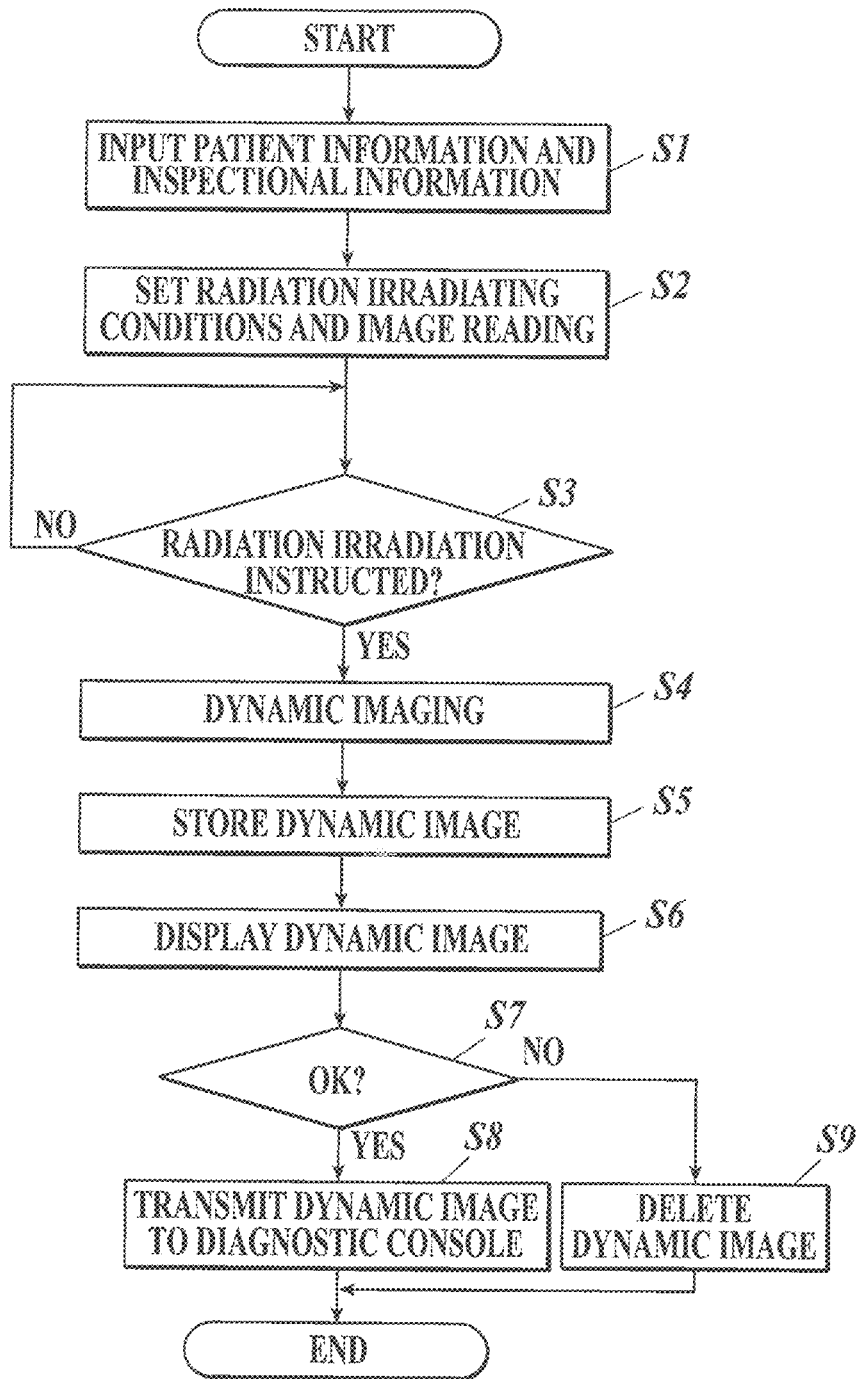 START
INPUT PATIENT INFORMATION AND
INSPECTIONAL INFORMATION
S1
SET RADIATION IRRADIATING
CONDITIONS AND IMAGE READING
S2
S3
NO
RADIATION IRRADIATION
INSTRUCTED?
YES
DYNAMIC IMAGING
S4
STORE DYNAMIC IMAGE
S5
DISPLAY DYNAMIC IMAGE
S6
S7
OK?
NO
YES
S8
TRANSMIT DYNAMIC IMAGE
TO DIAGNOSTIC CONSOLE
S9
DELETE
DYNAMIC IMAGE
END